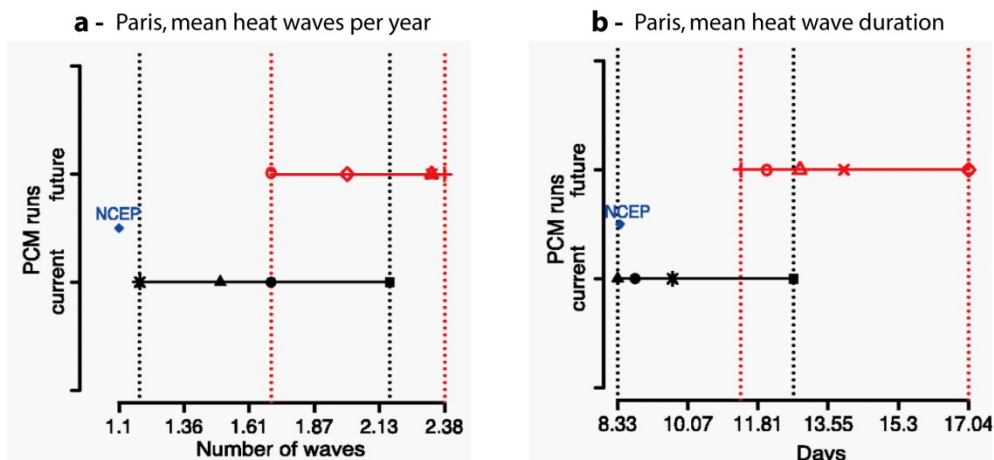 a - Paris, mean heat waves per year
PCM runs
current future
NCEP
1.1 1.36 1.61 1.87 2.13 2.38
Number of waves
b - Paris, mean heat wave duration
PCM runs
current future
NCEP
8.33 10.07 11.81 13.55 15.3 17.04
Days